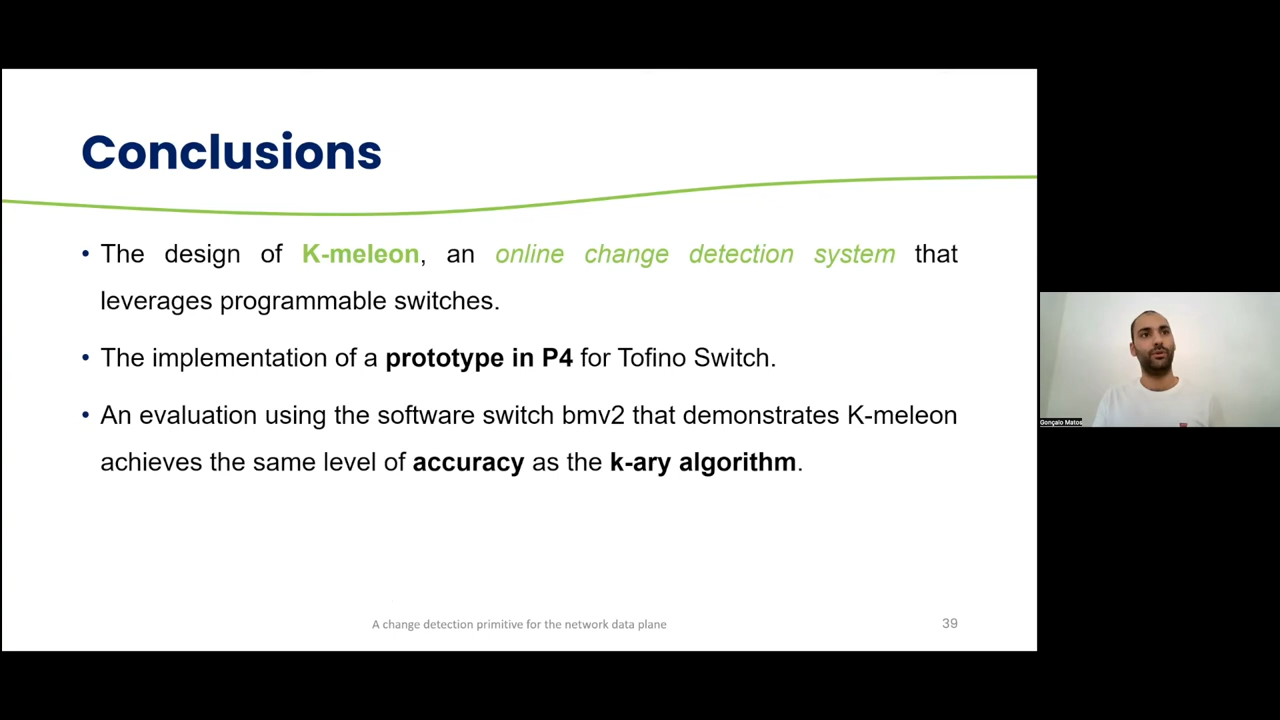 Conclusions
• The design of K-meleon, an online change detection system that
leverages programmable switches.
• The implementation of a prototype in P4 for Tofino Switch.
• An evaluation using the software switch bmv2 that demonstrates K-meleon
achieves the same level of accuracy as the k-ary algorithm.
Gonçalo Matos
A change detection primitive for the network data plane
39